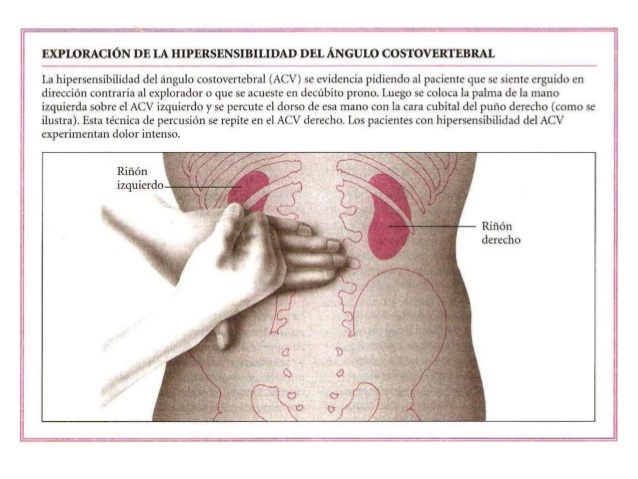 EXPLORACIÓN DE LA HIPERSENSIBILIDAD DEL ÁNGULO COSTOVERTEBRAL
La hipersensibilidad del ángulo costovertebral (ACV) se evidencia pidiendo al paciente que se siente erguido en
dirección contraria al explorador o que se acueste en decúbito prono. Luego se coloca la palma de la mano
izquierda sobre el ACV izquierdo y se percute el dorso de esa mano con la cara cubital del puño derecho (como se
ilustra). Esta técnica de percusión se repite en el ACV derecho. Los pacientes con hipersensibilidad del ACV
experimentan dolor intenso.
Riñón
izquierdo
Riñón
derecho